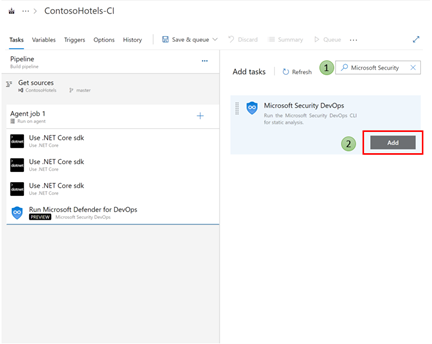 ··· > ContosoHotels-CI
Tasks Variables Triggers Options History Save & queue Discard Summary Queue ···
Pipeline
Build pipeline
···
Get sources
ContosoHotels master
Agent job 1
Run on agent
+
Use .NET Core sdk
dotnet
Use .NET Core
Use .NET Core sdk
dotnet
Use .NET Core
Use .NET Core sdk
dotnet
Use .NET Core
Run Microsoft Defender for DevOps
PREVIEW Microsoft Security DevOps
Add tasks Refresh 1 Microsoft Security
Microsoft Security DevOps
Run the Microsoft Security DevOps CLI
for static analysis.
2 Add